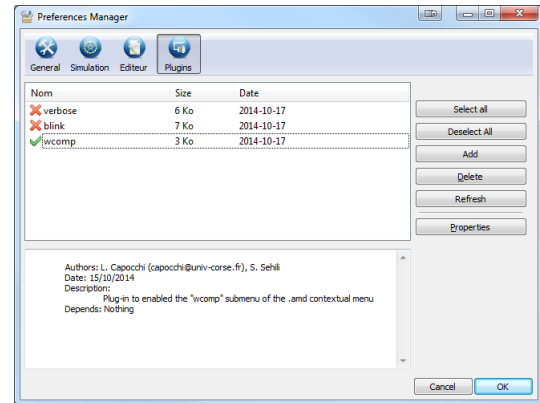 Preferences Manager
General Simulation Editeur Plugins
Nom Size Date
verbose 6 Ko 2014-10-17
blink 7 Ko 2014-10-17
wcomp 3 Ko 2014-10-17
Select all
Deselect All
Add
Delete
Refresh
Properties
Authors: L. Capocchi (capocchi@univ-corse.fr), S. Sehili
Date: 15/10/2014
Description:
Plug-in to enabled the "wcomp" submenu of the .amd contextual menu
Depends: Nothing
Cancel OK